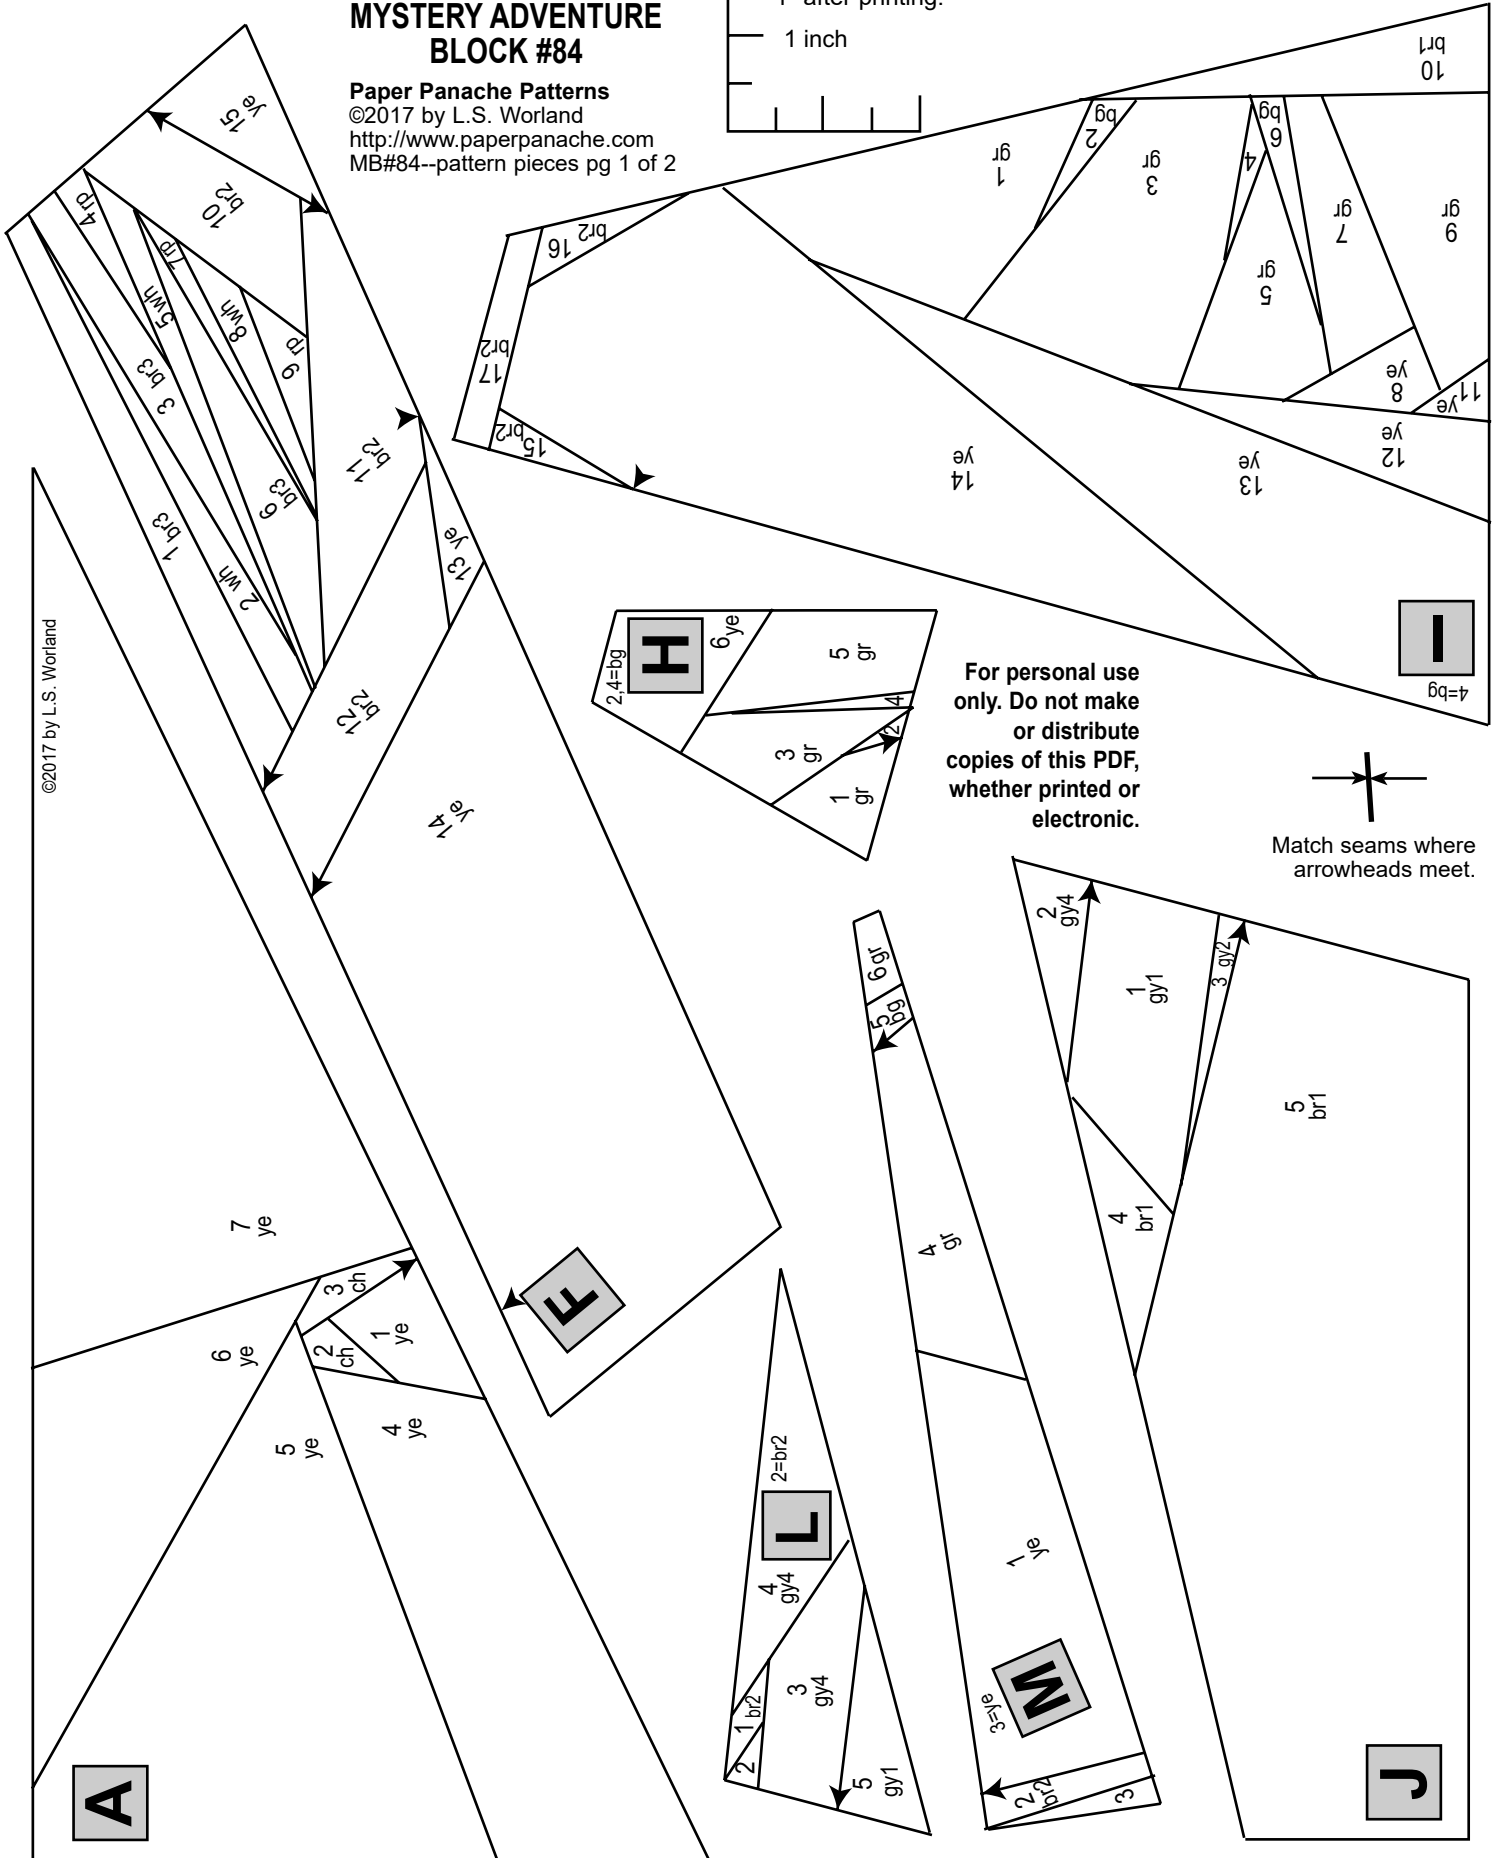 MYSTERY ADVENTURE
BLOCK #84
Paper Panache Patterns
©2017 by L.S. Worland
http://www.paperpanache.com
MB#84--pattern pieces pg 1 of 2
after printing.
1 inch
15
ye
10
br2
4 rp
7 rp
5 wh
8 wh
9 rp
3 br3
6
br3
11
br2
1 br3
2 wh
13 ye
12
br2
14
ye
F
©2017 by L.S. Worland
7
ye
3
ch
1
ye
2
ch
6
ye
5
ye
4
ye
A
10
br1
1
gr
2
bg
3
gr
4
6
bg
5
gr
7
gr
9
gr
8
ye
11
ye
12
ye
13
ye
14
ye
16 br2
17
br2
15
br2
I
4=bg
2,4=bg
H
6 ye
5
gr
4
2
3
gr
1
gr
For personal use
only. Do not make
or distribute
copies of this PDF,
whether printed or
electronic.
Match seams where
arrowheads meet.
2
gy4
1
gy1
3 gy2
4
br1
5
br1
J
6 gr
5
bg
4
gr
1
ye
3=ye
M
2
br2
3
2=br2
L
4
gy4
1
br2
2
3
gy4
5
gy1